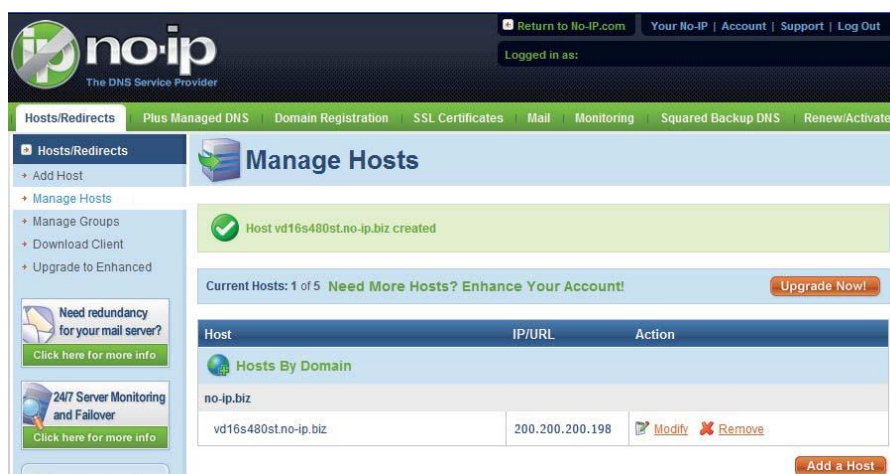 no-ip
The DNS Service Provider
Return to No-IP.com
Your No-IP | Account | Support | Log Out
Logged in as:
Hosts/Redirects
Plus Managed DNS
Domain Registration
SSL Certificates
Mail
Monitoring
Squared Backup DNS
Renew/Activate
Hosts/Redirects
Add Host
Manage Hosts
Manage Groups
Download Client
Upgrade to Enhanced
Need redundancy
for your mail server?
Click here for more info
24/7 Server Monitoring
and Failover
Click here for more info
Manage Hosts
Host vd16s480st.no-ip.biz created
Current Hosts: 1 of 5 Need More Hosts? Enhance Your Account!
Upgrade Now!
Host IP/URL Action
Hosts By Domain
no-ip.biz
vd16s480st.no-ip.biz 200.200.200.198 Modify Remove
Add a Host